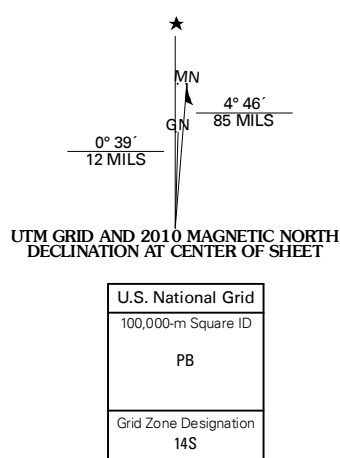 ★
MN
4° 46´
85 MILS
GN
0° 39´
12 MILS
UTM GRID AND 2010 MAGNETIC NORTH
DECLINATION AT CENTER OF SHEET
U.S. National Grid
100,000-m Square ID
PB
Grid Zone Designation
14S